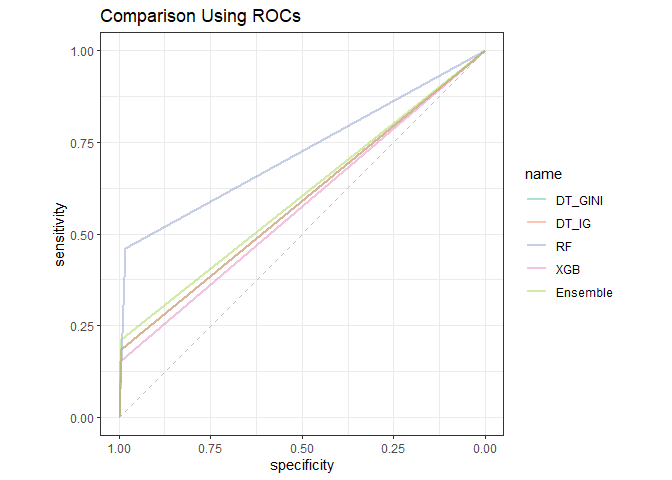 Comparison Using ROCs
1.00
0.75
0.50
0.25
0.00
sensitivity
1.00
0.75
0.50
0.25
0.00
specificity
name
DT_GINI
DT_IG
RF
XGB
Ensemble